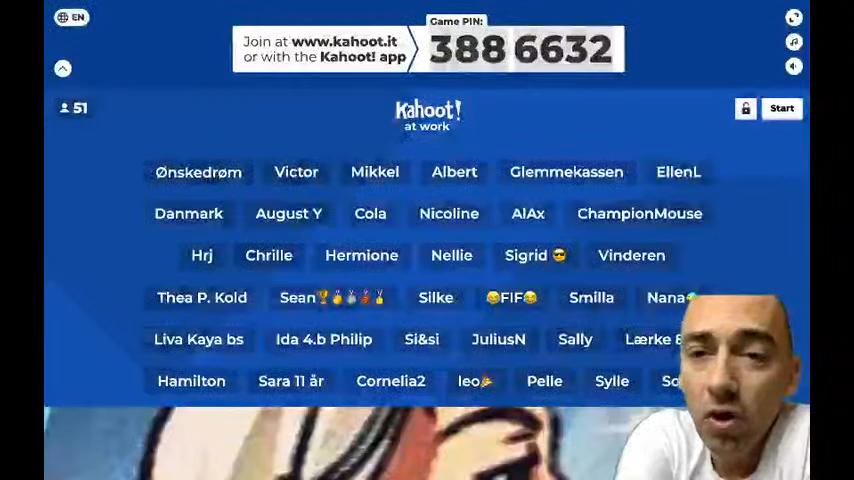 EN
Game PIN:
Join at www.kahoot.it
or with the Kahoot! app
388 6632
51
Kahoot!
at work
Start
Ønskedrøm Victor Mikkel Albert Glemmekassen EllenL
Danmark August Y Cola Nicoline AlAx ChampionMouse
Hrj Chrille Hermione Nellie Sigrid 😎 Vinderen
Thea P. Kold Sean🏆🥇🥈🥉🏅 Silke 😂FIF😂 Smilla Nana
Liva Kaya bs Ida 4.b Philip Si&si JuliusN Sally Lærke
Hamilton Sara 11 år Cornelia2 leo🎉 Pelle Sylle